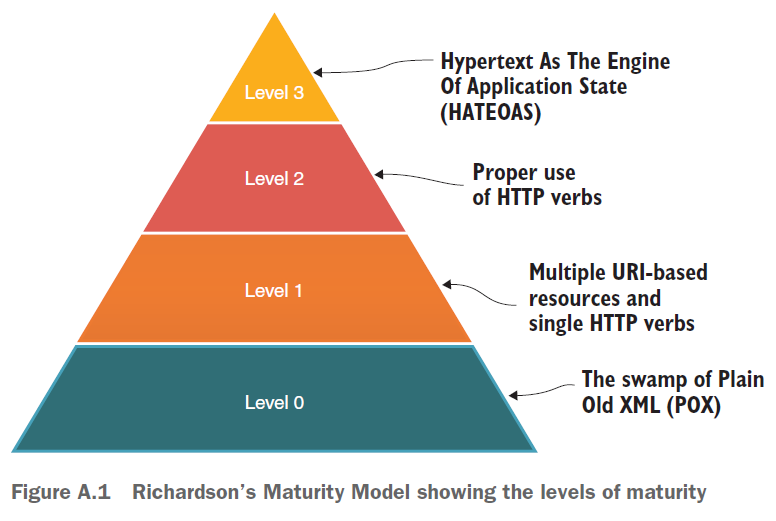 Level 3
Hypertext As The Engine
Of Application State
(HATEOAS)
Level 2
Proper use
of HTTP verbs
Level 1
Multiple URI-based
resources and
single HTTP verbs
Level 0
The swamp of Plain
Old XML (POX)
Figure A.1 Richardson's Maturity Model showing the levels of maturity